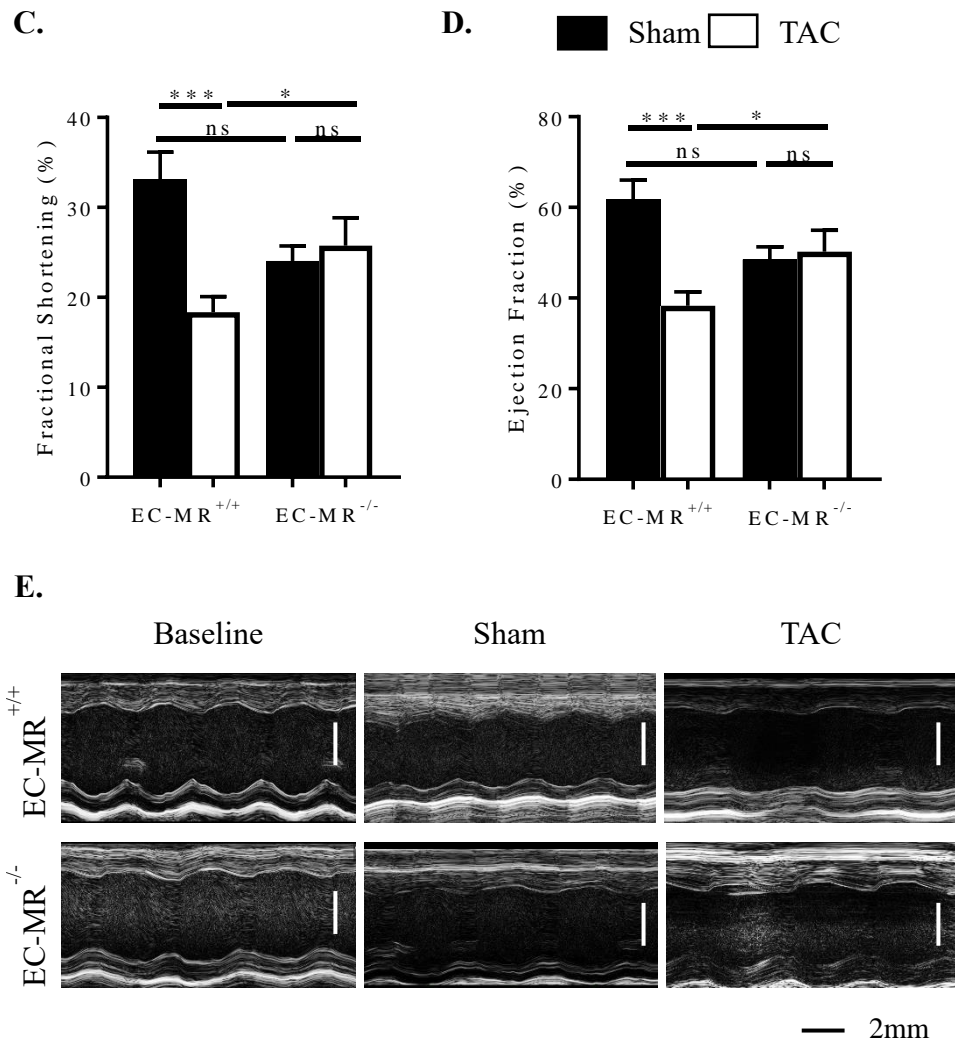 C.
Fractional Shortening (%)
40
30
20
10
0
***
*
ns
ns
EC-MR+/+
EC-MR-/-
D.
Sham
TAC
Ejection Fraction (%)
80
60
40
20
0
***
*
ns
ns
EC-MR+/+
EC-MR-/-
E.
Baseline
Sham
TAC
EC-MR+/+
EC-MR-/-
2mm